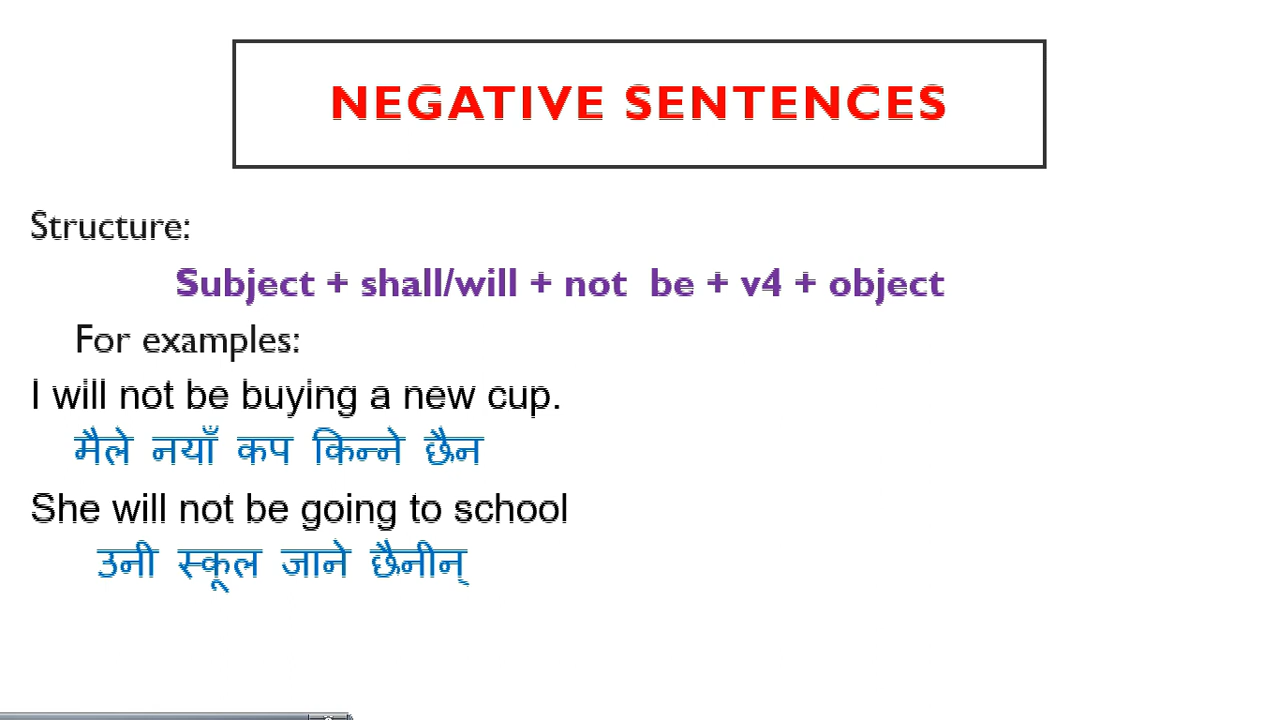 NEGATIVE SENTENCES
Structure:
Subject + shall/will + not be + v4 + object
For examples:
I will not be buying a new cup.
मैले नयाँ कप किन्ने छैन
She will not be going to school
उनी स्कूल जाने छैनीन्